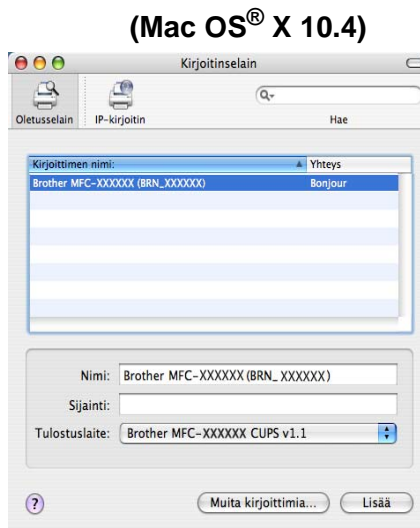 (Mac OS® X 10.4)
Kirjoitinselain
Oletusselain IP-kirjoitin Hae
Kirjoittimen nimi: Yhteys
Brother MFC-XXXXXX (BRN_XXXXXX) Bonjour
Nimi: Brother MFC-XXXXXX (BRN_ XXXXXX)
Sijainti:
Tulostuslaite: Brother MFC-XXXXXX CUPS v1.1
? Muita kirjoittimia... Lisää